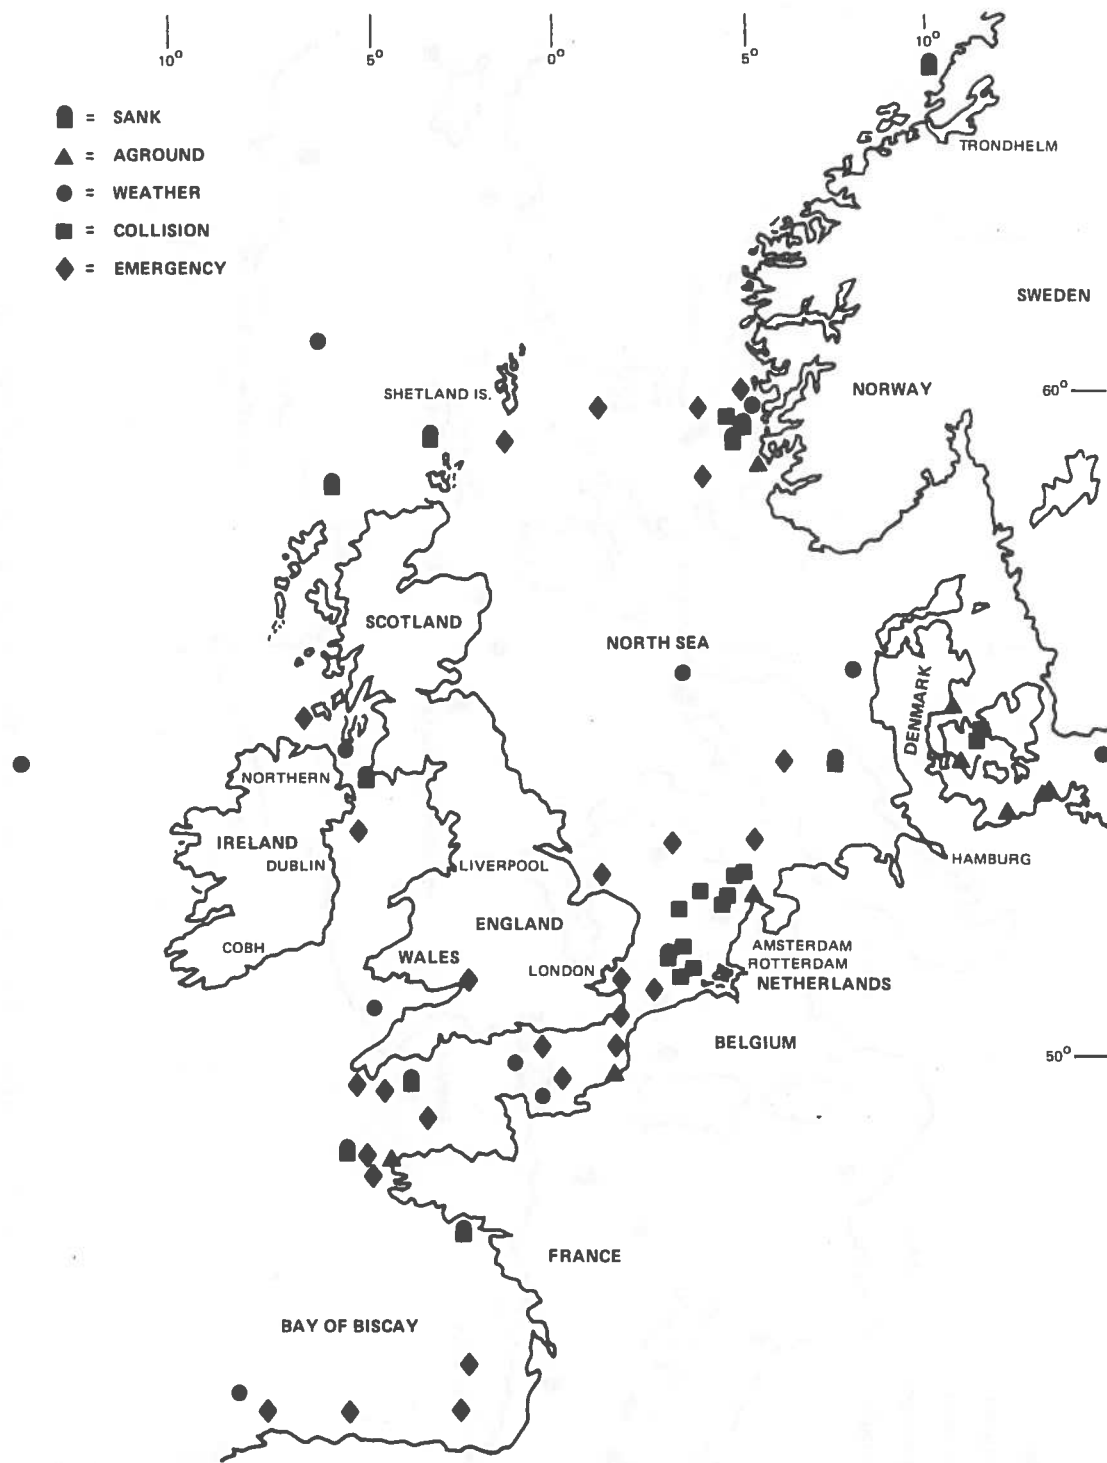 10° 5° 0° 5° 10°
= SANK
= AGROUND
= WEATHER
= COLLISION
= EMERGENCY
TRONDHELM
SWEDEN
SHETLAND IS.
NORWAY
60°
SCOTLAND
NORTH SEA
DENMARK
NORTHERN
IRELAND
DUBLIN
LIVERPOOL
HAMBURG
ENGLAND
COBH
WALES
LONDON
AMSTERDAM
ROTTERDAM
NETHERLANDS
BELGIUM
50°
FRANCE
BAY OF BISCAY